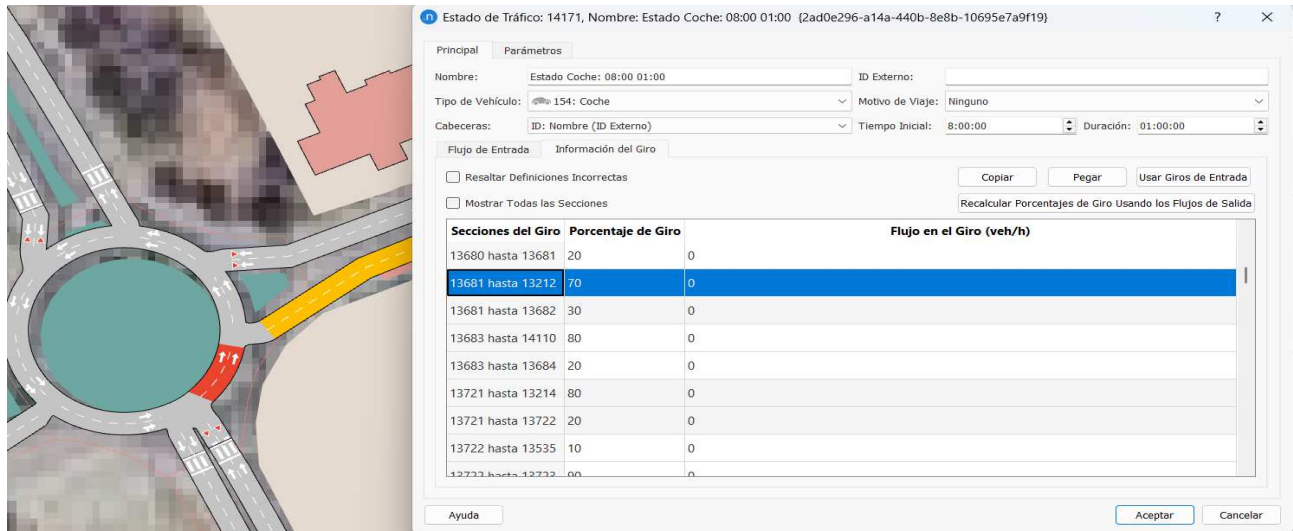 Estado de Tráfico: 14171, Nombre: Estado Coche: 08:00 01:00 {2ad0e296-a14a-440b-8e8b-10695e7a9f19}
Principal Parámetros
Nombre: Estado Coche: 08:00 01:00 ID Externo:
Tipo de Vehículo: 154: Coche Motivo de Viaje: Ninguno
Cabeceras: ID: Nombre (ID Externo) Tiempo Inicial: 8:00:00 Duración: 01:00:00
Flujo de Entrada Información del Giro
Resaltar Definiciones Incorrectas Copiar Pegar Usar Giros de Entrada
Mostrar Todas las Secciones Recalcular Porcentajes de Giro Usando los Flujos de Salida
Secciones del Giro Porcentaje de Giro Flujo en el Giro (veh/h)
13680 hasta 13681 20 0
13681 hasta 13212 70 0
13681 hasta 13682 30 0
13683 hasta 14110 80 0
13683 hasta 13684 20 0
13721 hasta 13214 80 0
13721 hasta 13722 20 0
13722 hasta 13535 10 0
13722 hasta 13723 90 0
Ayuda Aceptar Cancelar